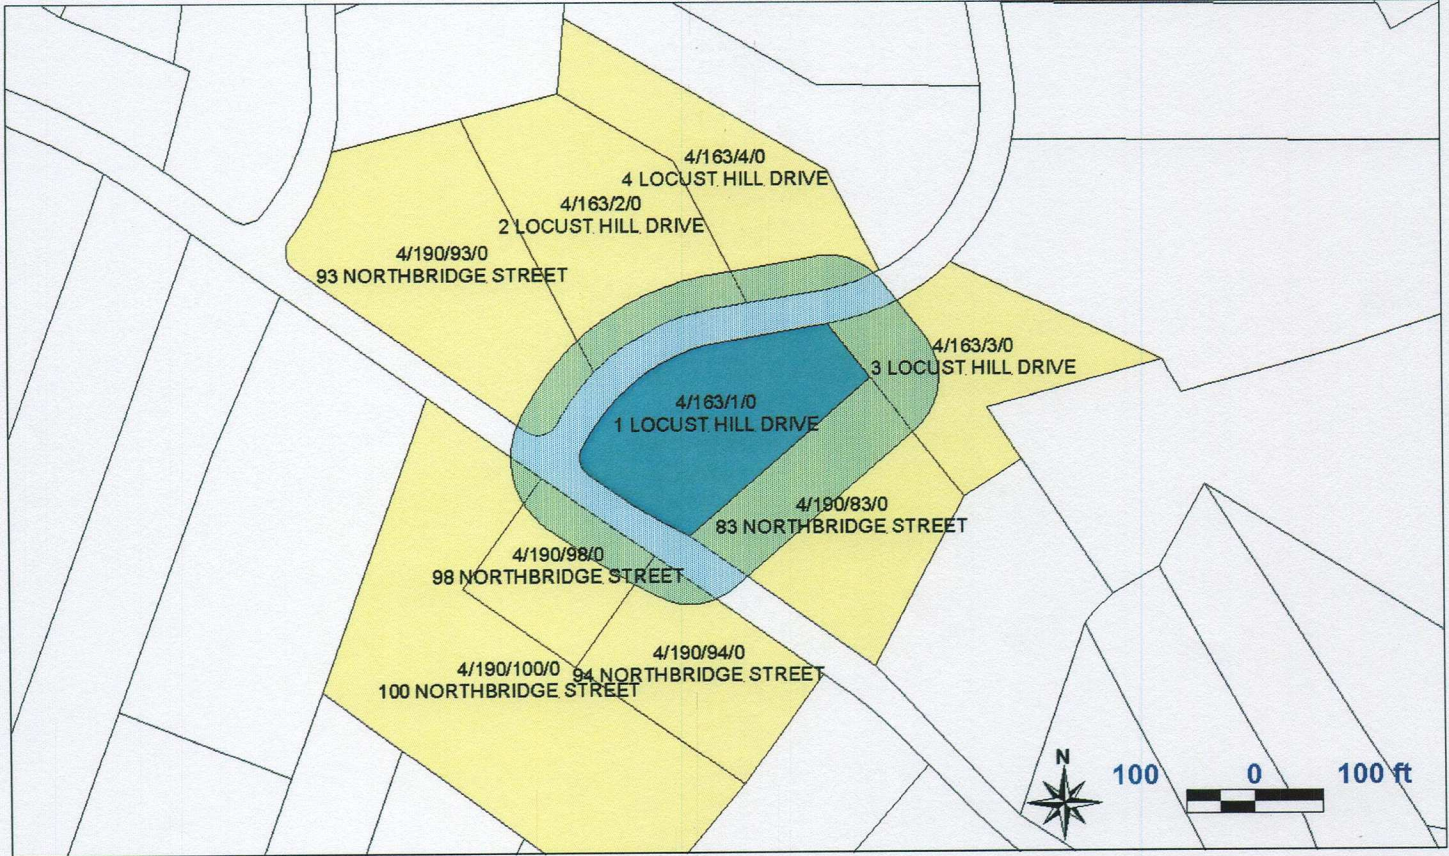 4/163/4/0
4 LOCUST HILL DRIVE
4/163/2/0
2 LOCUST HILL DRIVE
4/190/93/0
93 NORTHBRIDGE STREET
4/163/3/0
3 LOCUST HILL DRIVE
4/163/1/0
1 LOCUST HILL DRIVE
4/190/83/0
83 NORTHBRIDGE STREET
4/190/98/0
98 NORTHBRIDGE STREET
4/190/94/0
94 NORTHBRIDGE STREET
4/190/100/0
100 NORTHBRIDGE STREET
N
100 0 100 ft